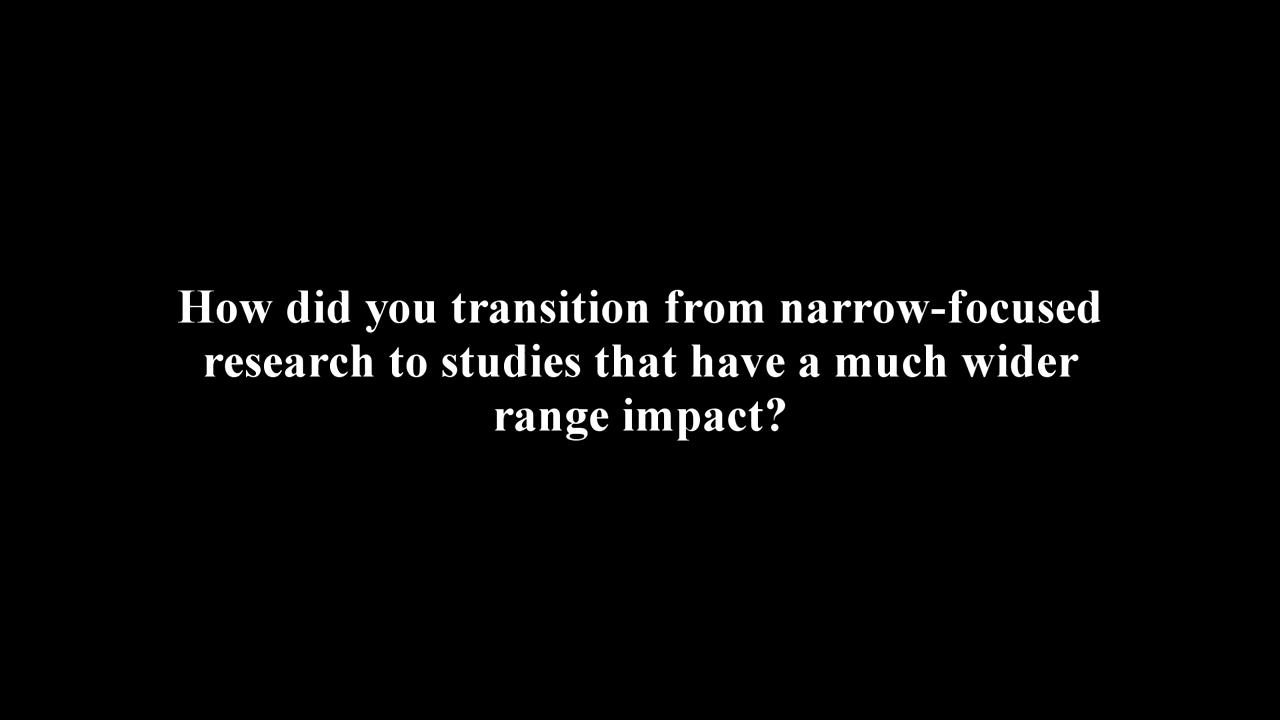 How did you transition from narrow-focused
research to studies that have a much wider
range impact?